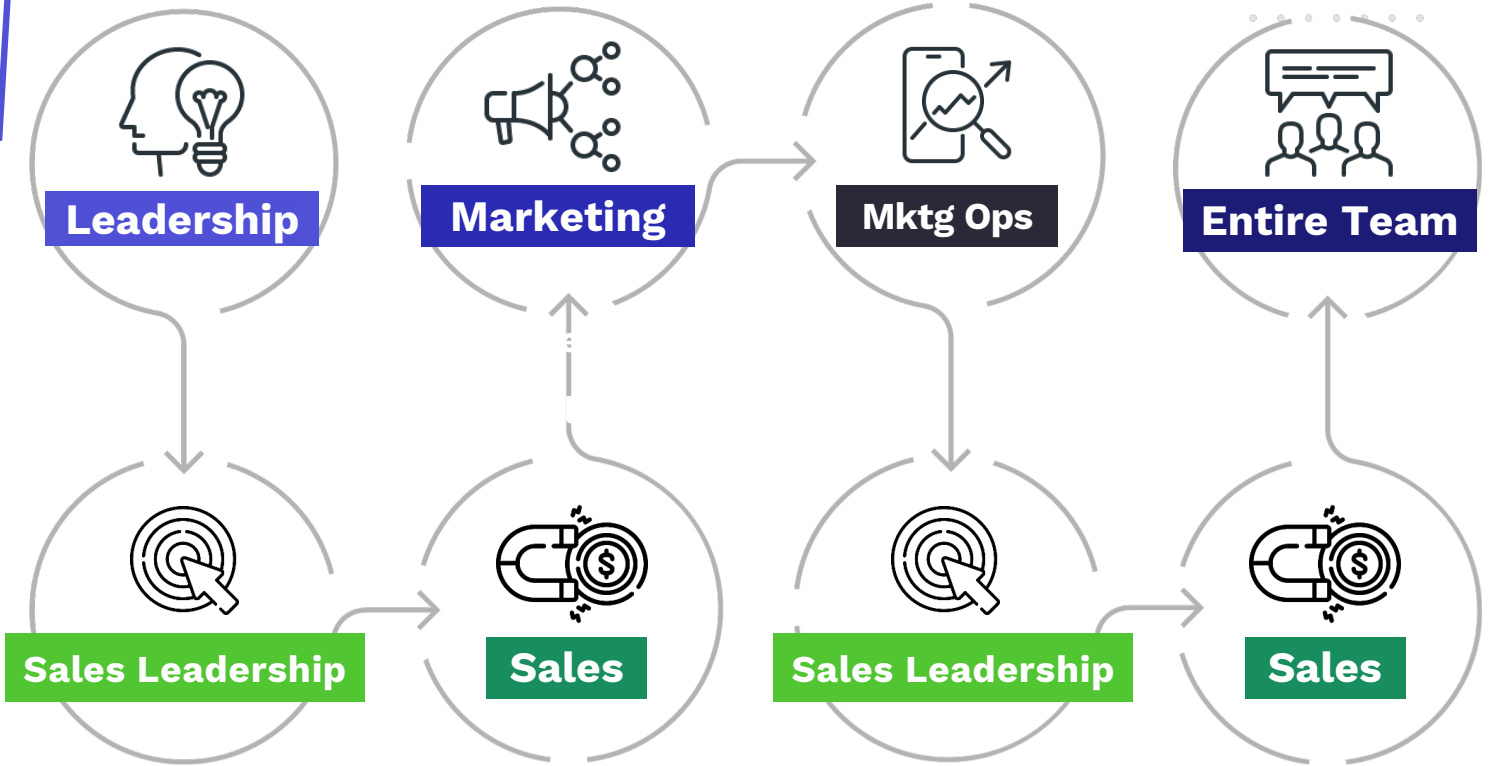 Leadership
Marketing
Mktg Ops
Entire Team
Sales Leadership
Sales
Sales Leadership
Sales